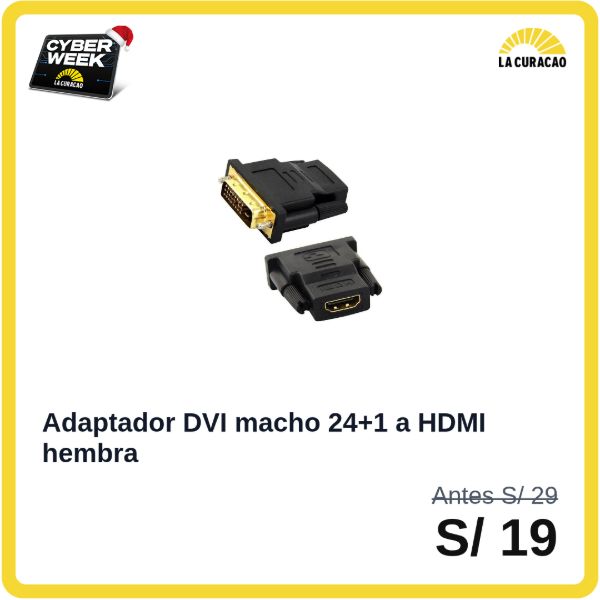 CYBER
WEEK
LA CURACAO
LA CURACAO
Adaptador DVI macho 24+1 a HDMI
hembra
Antes S/ 29
S/ 19